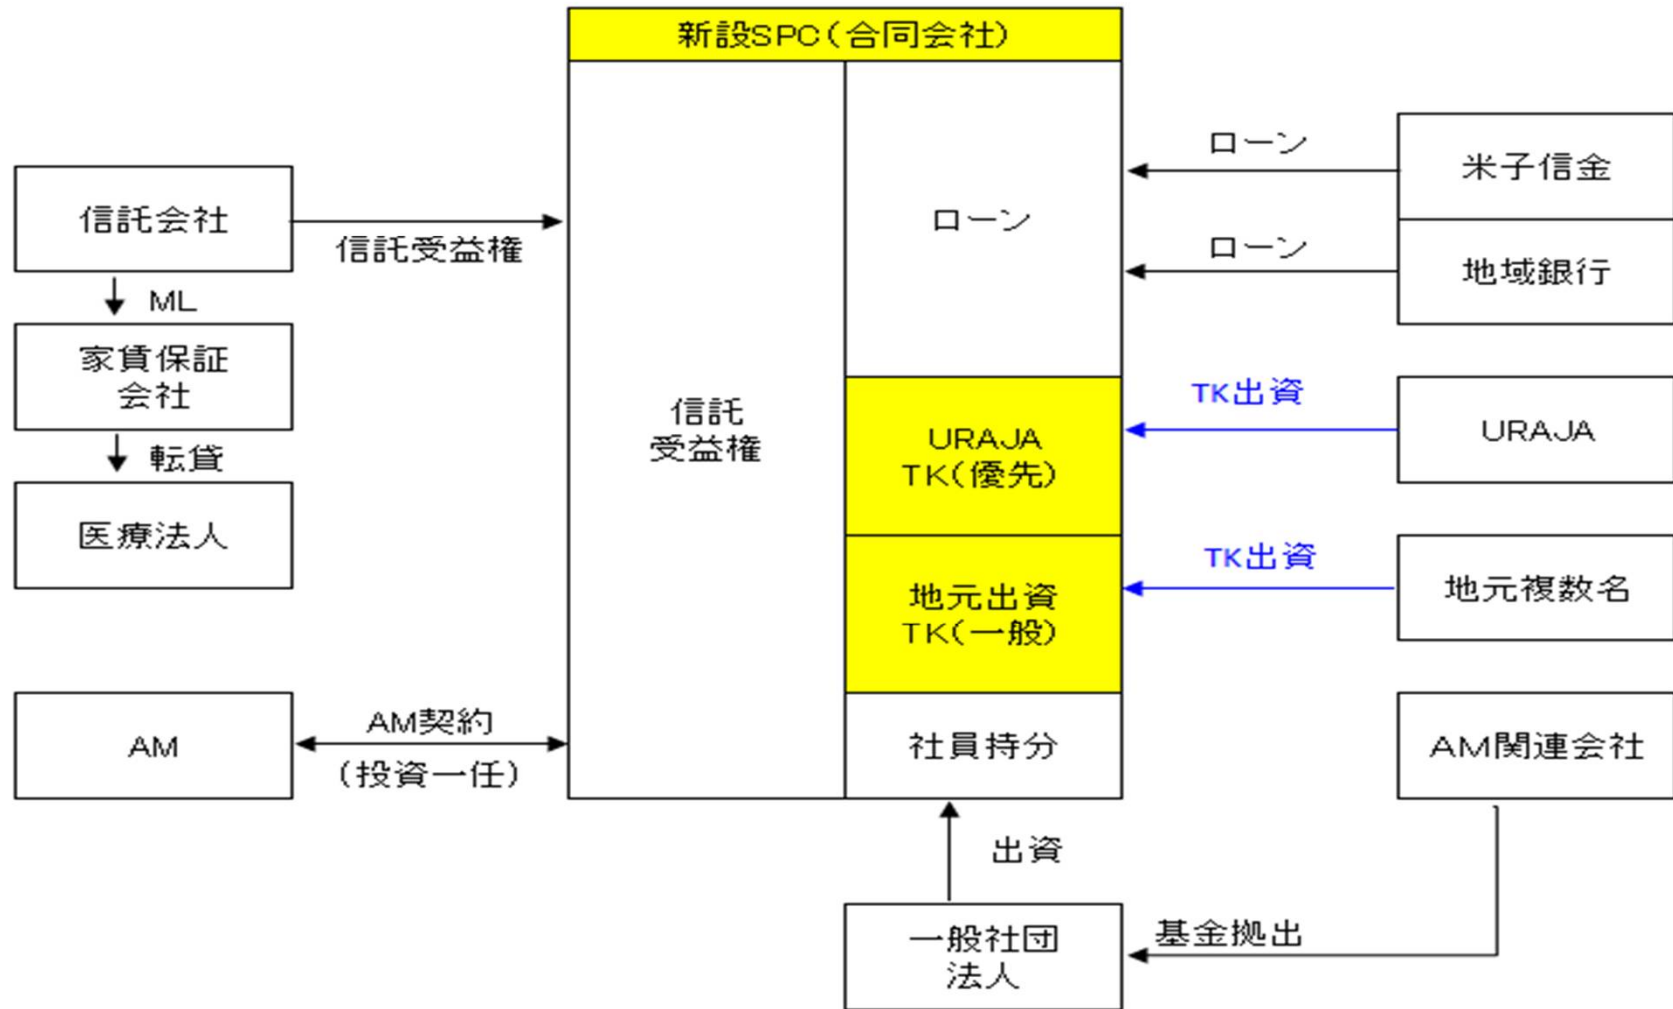 新設SPC(合同会社)
信託会社
信託受益権
ML
家賃保証
会社
転貸
医療法人
AM
AM契約
(投資一任)
信託
受益権
ローン
URAJA
TK(優先)
地元出資
TK(一般)
社員持分
ローン
米子信金
ローン
地域銀行
TK出資
URAJA
TK出資
地元複数名
AM関連会社
出資
一般社団
法人
基金拠出